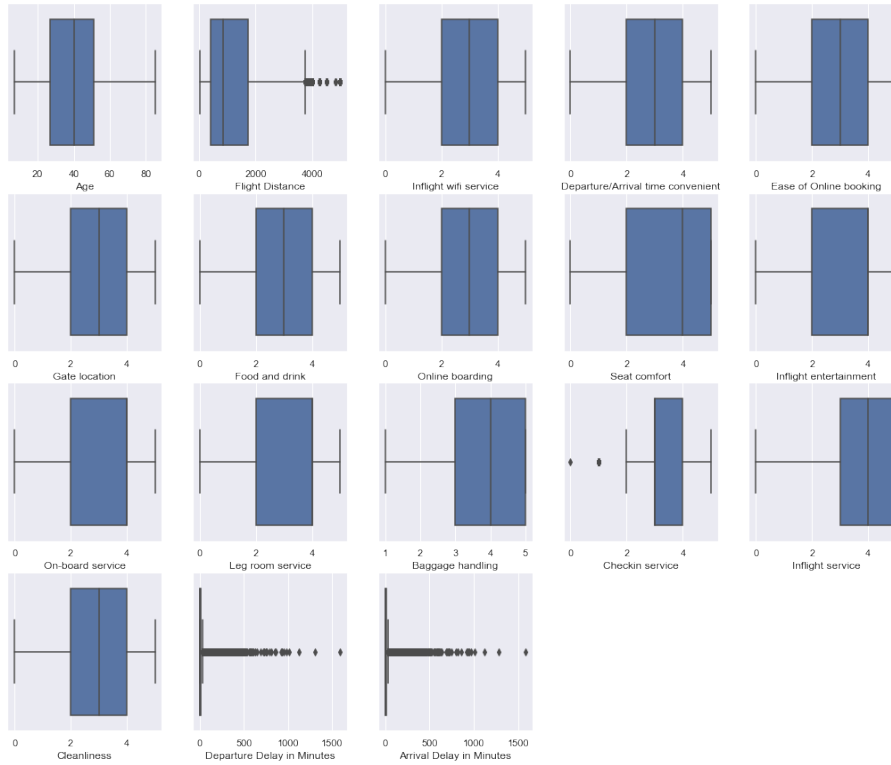 20 40 60 80
Age
0 2000 4000
Flight Distance
0 2 4
Inflight wifi service
0 2 4
Departure/Arrival time convenient
0 2 4
Ease of Online booking
0 2 4
Gate location
0 2 4
Food and drink
0 2 4
Online boarding
0 2 4
Seat comfort
0 2 4
Inflight entertainment
0 2 4
On-board service
0 2 4
Leg room service
1 2 3 4 5
Baggage handling
0 2 4
Checkin service
0 2 4
Inflight service
0 2 4
Cleanliness
0 500 1000 1500
Departure Delay in Minutes
0 500 1000 1500
Arrival Delay in Minutes